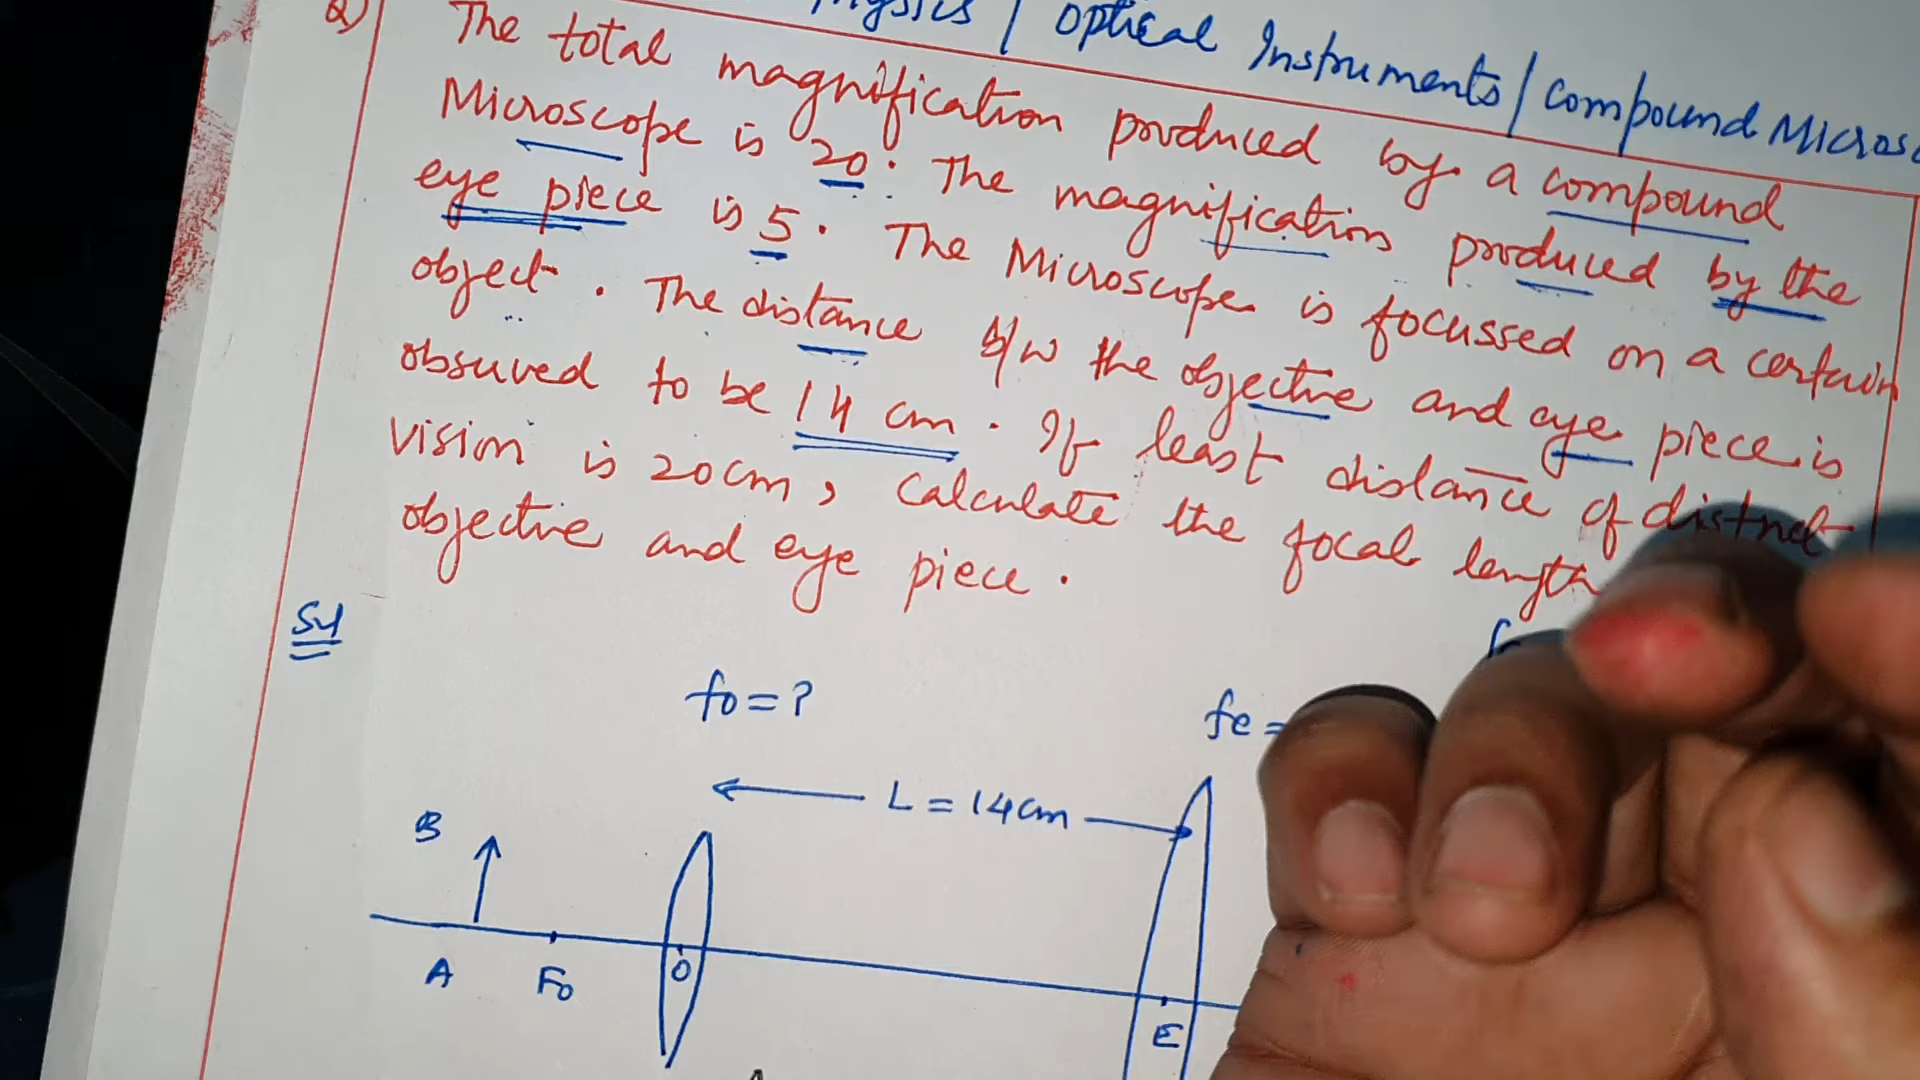 Physics / Optical Instruments / Compound Micros
Q) The total magnification produced by a compound
Microscope is 20. The magnification produced by the
eye piece is 5. The Microscope is focussed on a certain
object. The distance b/w the objective and eye piece is
observed to be 14 cm. If least distance of distinct
vision is 20cm, Calculate the focal length
objective and eye piece.
Sol
fo = ?
fe =
L = 14cm
B
A
Fo
O
E